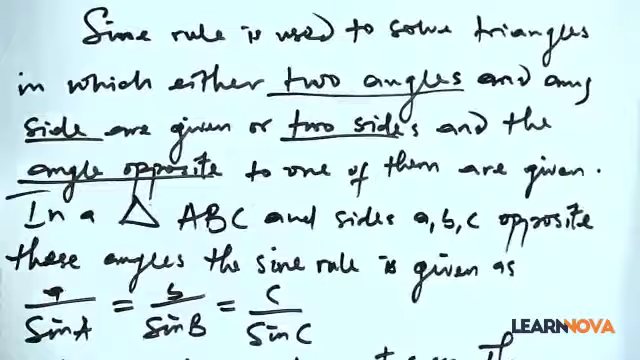 Sine rule is used to solve triangles
in which either two angles and any
side are given or two sides and the
angle opposite to one of them are given.
In a △ ABC and sides a, b, c opposite
these angles the sine rule is given as
a/SinA = b/SinB = c/SinC
LEARNNOVA